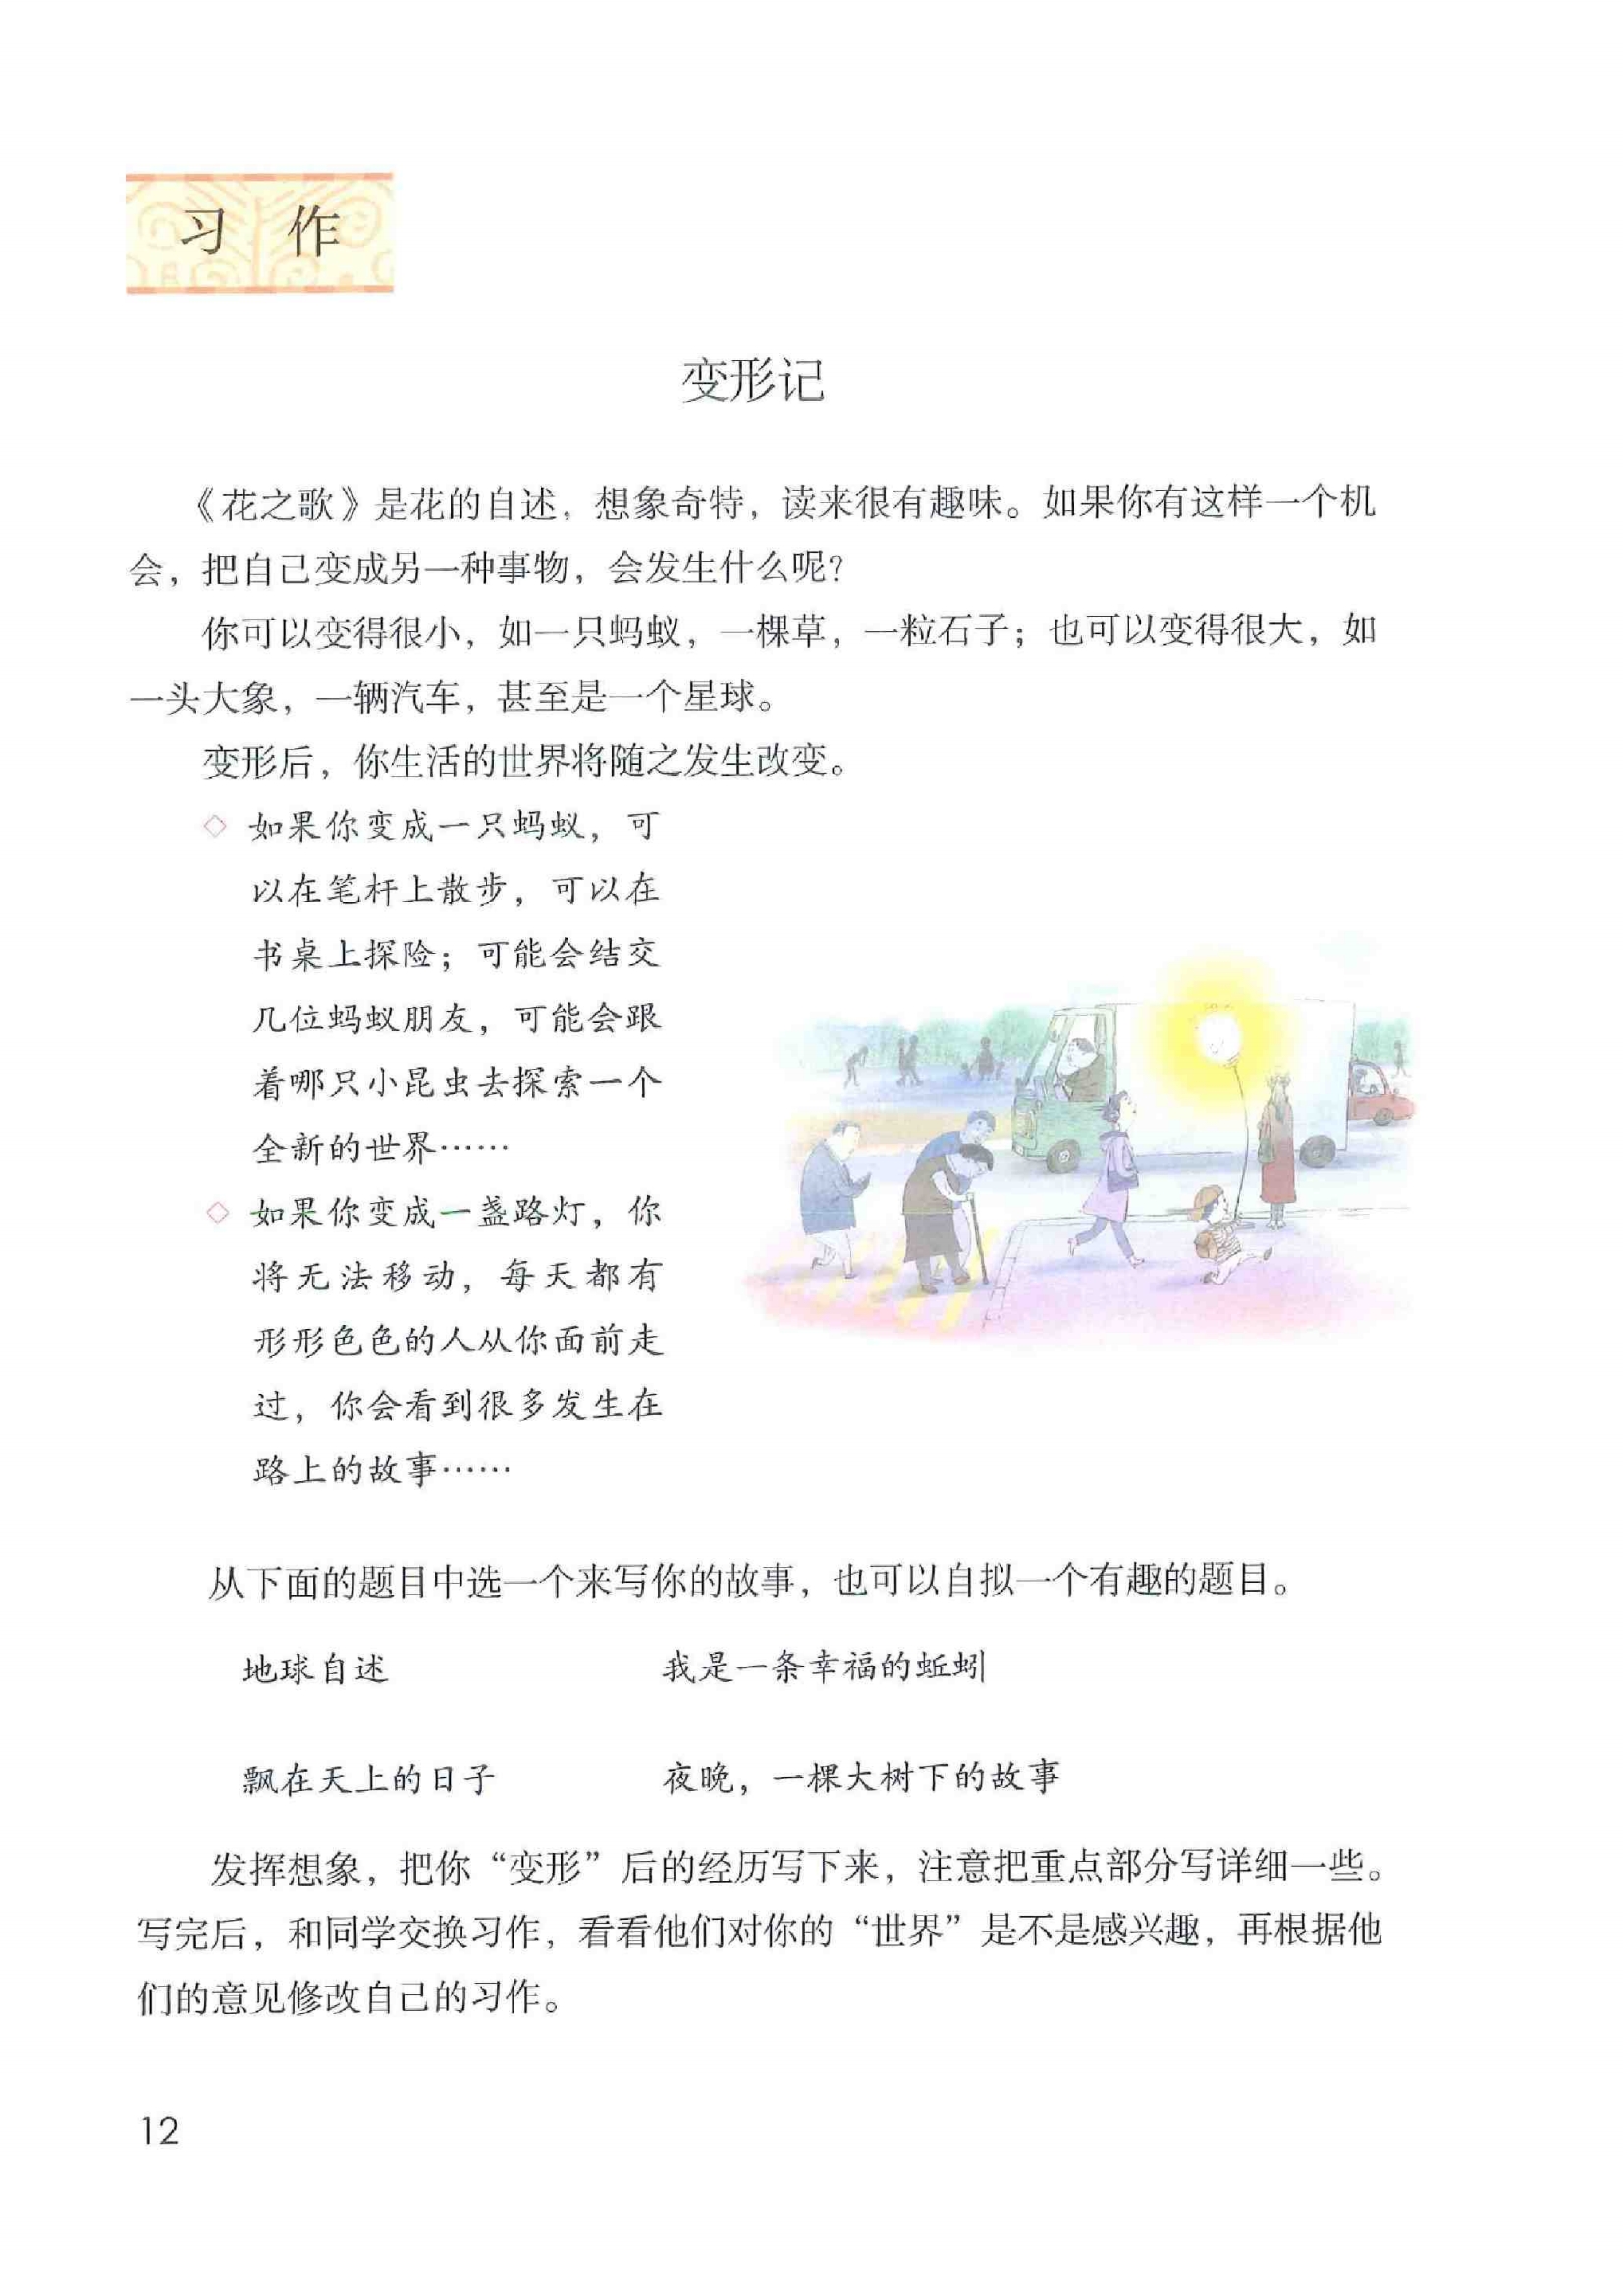 习 作
变形记
《花之歌》是花的自述，想象奇特，读来很有趣味。如果你有这样一个机
会，把自己变成另一种事物，会发生什么呢？
你可以变得很小，如一只蚂蚁，一棵草，一粒石子；也可以变得很大，如
一头大象，一辆汽车，甚至是一个星球。
变形后，你生活的世界将随之发生改变。
◇ 如果你变成一只蚂蚁，可
以在笔杆上散步，可以在
书桌上探险；可能会结交
几位蚂蚁朋友，可能会跟
着哪只小昆虫去探索一个
全新的世界……
◇ 如果你变成一盏路灯，你
将无法移动，每天都有
形形色色的人从你面前走
过，你会看到很多发生在
路上的故事……
从下面的题目中选一个来写你的故事，也可以自拟一个有趣的题目。
地球自述 我是一条幸福的蚯蚓
飘在天上的日子 夜晚，一棵大树下的故事
发挥想象，把你“变形”后的经历写下来，注意把重点部分写详细一些。
写完后，和同学交换习作，看看他们对你的“世界”是不是感兴趣，再根据他
们的意见修改自己的习作。
12